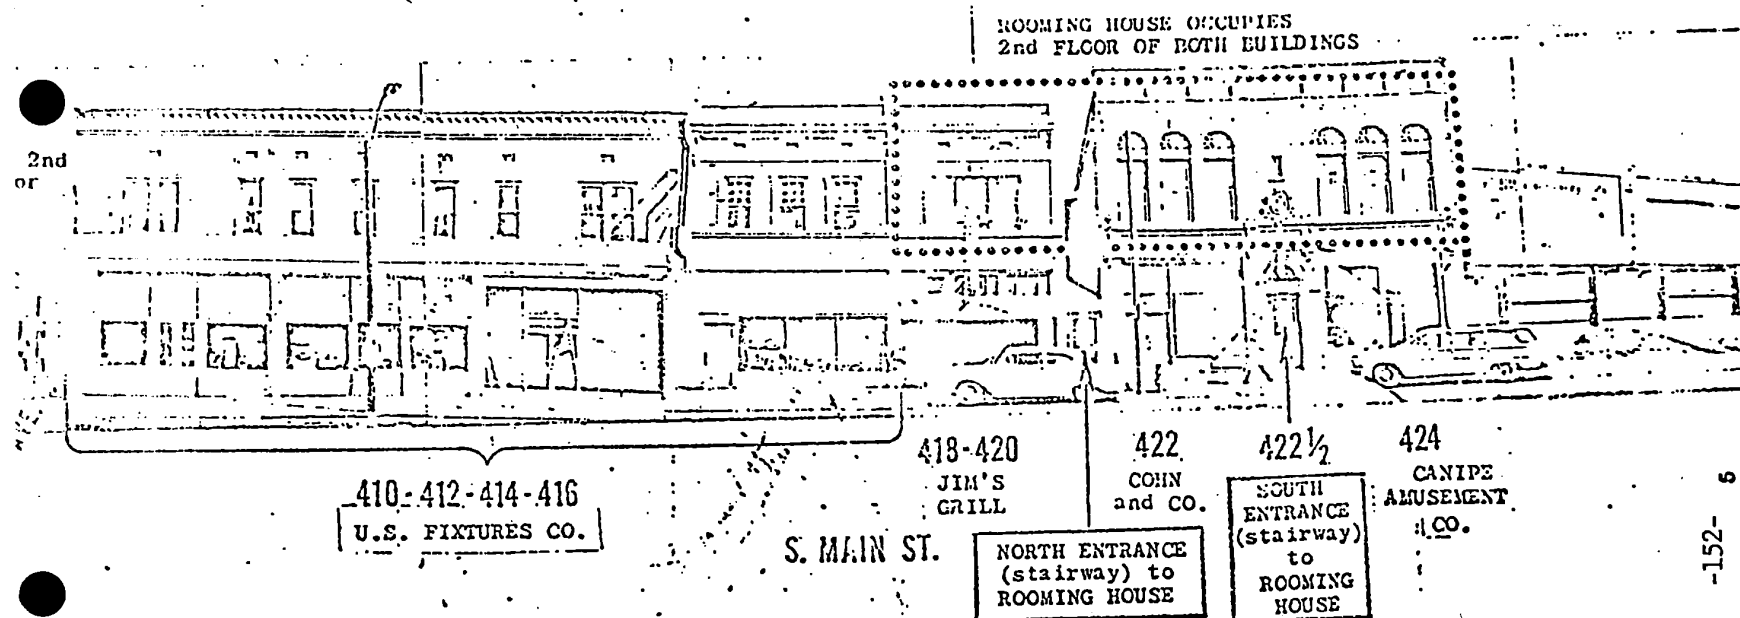 ROOMING HOUSE OCCUPIES
2nd FLOOR OF BOTH BUILDINGS
2nd
or
410-412-414-416
U.S. FIXTURES CO.
418-420
JIM'S
GRILL
422
COHN
and CO.
422½
SOUTH
ENTRANCE
(stairway)
to
ROOMING
HOUSE
424
CANIPE
AMUSEMENT
CO.
S. MAIN ST.
NORTH ENTRANCE
(stairway) to
ROOMING HOUSE
-152-
5